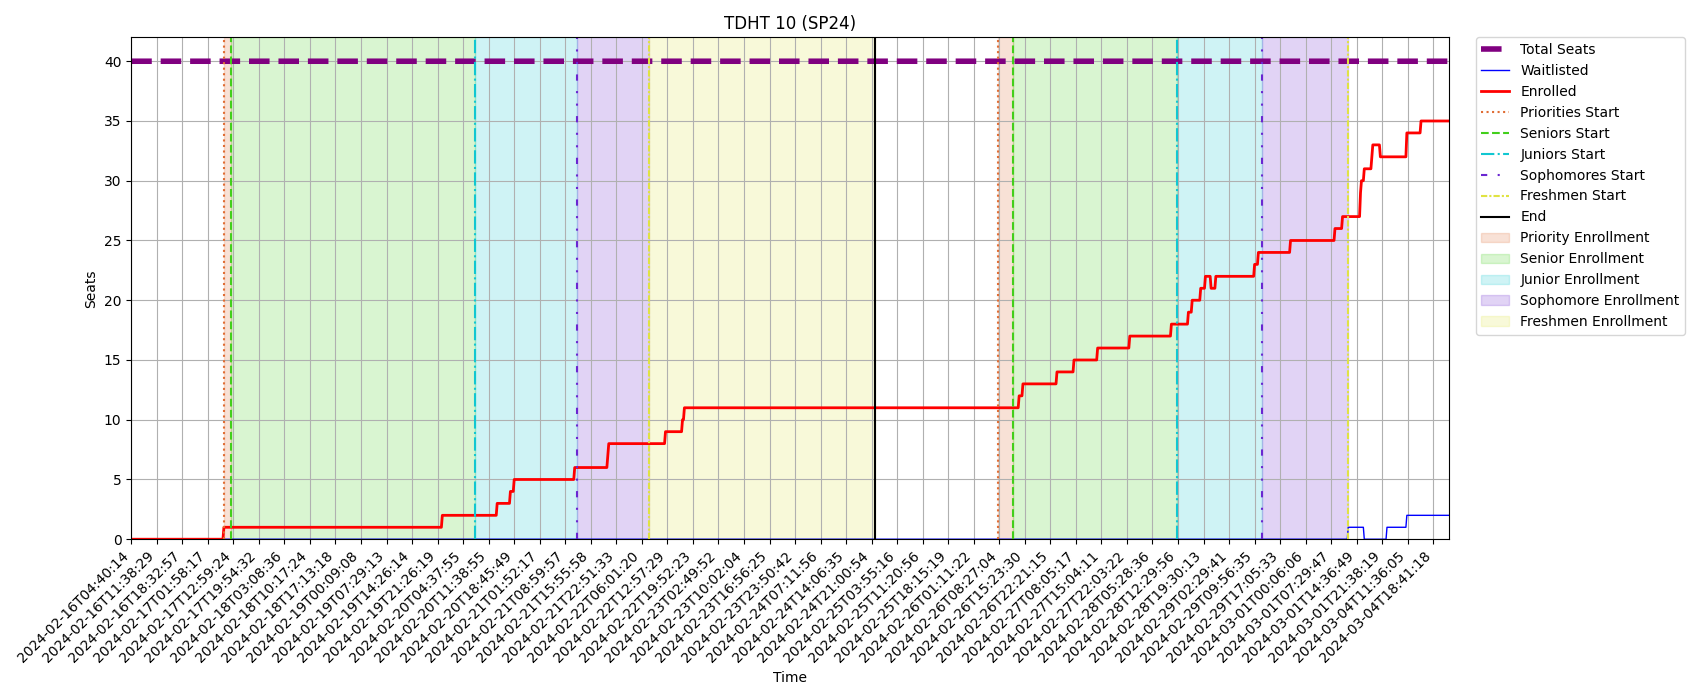 TDHT 10 (SP24)
Seats
40
35
30
25
20
15
10
5
0
2024-02-16T04:40:14
2024-02-16T11:38:29
2024-02-16T18:32:57
2024-02-17T01:58:17
2024-02-17T12:59:24
2024-02-17T19:54:32
2024-02-18T03:08:36
2024-02-18T10:17:24
2024-02-18T17:13:18
2024-02-19T00:09:08
2024-02-19T07:29:13
2024-02-19T14:26:14
2024-02-19T21:26:19
2024-02-20T04:37:55
2024-02-20T11:38:55
2024-02-20T18:45:49
2024-02-21T01:52:17
2024-02-21T08:59:57
2024-02-21T15:55:58
2024-02-21T22:51:33
2024-02-22T06:01:20
2024-02-22T12:57:29
2024-02-22T19:52:23
2024-02-23T02:49:52
2024-02-23T10:02:04
2024-02-23T16:56:25
2024-02-23T23:50:42
2024-02-24T07:11:56
2024-02-24T14:06:35
2024-02-24T21:00:54
2024-02-25T03:55:16
2024-02-25T11:20:56
2024-02-25T18:15:19
2024-02-26T01:11:22
2024-02-26T08:27:04
2024-02-26T15:23:30
2024-02-26T22:21:15
2024-02-27T08:05:17
2024-02-27T15:04:11
2024-02-27T22:03:22
2024-02-28T05:28:36
2024-02-28T12:29:56
2024-02-28T19:30:13
2024-02-29T02:29:41
2024-02-29T09:56:35
2024-02-29T17:05:33
2024-03-01T00:06:06
2024-03-01T07:29:47
2024-03-01T14:36:49
2024-03-01T21:38:19
2024-03-04T11:36:05
2024-03-04T18:41:18
Time
Total Seats
Waitlisted
Enrolled
Priorities Start
Seniors Start
Juniors Start
Sophomores Start
Freshmen Start
End
Priority Enrollment
Senior Enrollment
Junior Enrollment
Sophomore Enrollment
Freshmen Enrollment